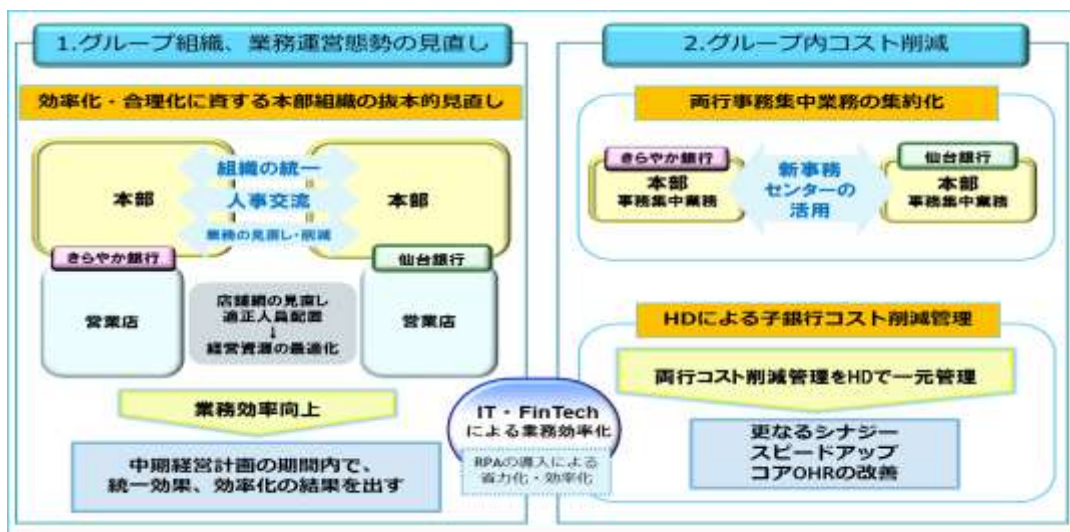 1.グループ組織、業務運営態勢の見直し
効率化・合理化に資する本部組織の抜本的見直し
本部
組織の統一
人事交流
業務の見直し・削減
本部
きらやか銀行
営業店
店舗網の見直し
適正人員配置
↓
経営資源の最適化
仙台銀行
営業店
業務効率向上
中期経営計画の期間内で、
統一効果、効率化の結果を出す
IT・FinTech
による業務効率化
RPAの導入による
省力化・効率化
2.グループ内コスト削減
両行事務集中業務の集約化
きらやか銀行
本部
事務集中業務
新事務
センターの
活用
仙台銀行
本部
事務集中業務
HDによる子銀行コスト削減管理
両行コスト削減管理をHDで一元管理
更なるシナジー
スピードアップ
コアOHRの改善